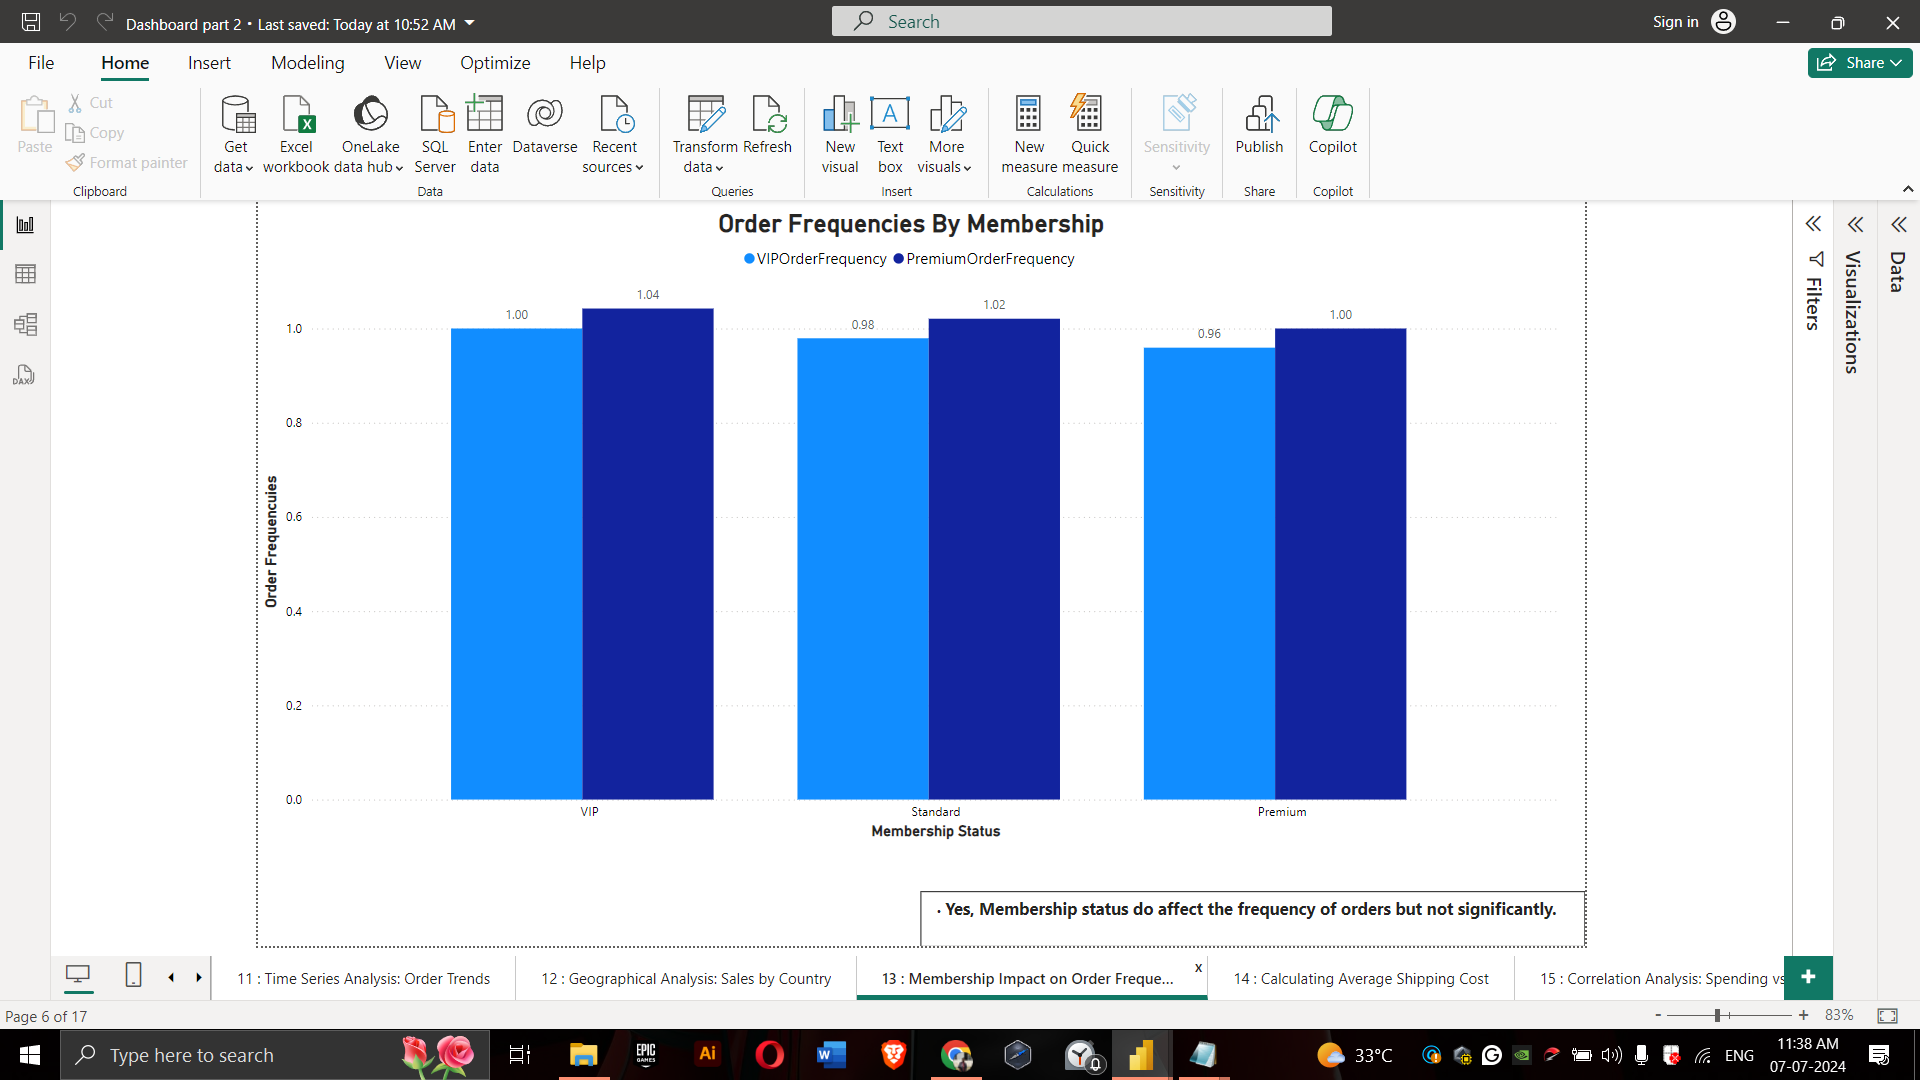 Dashboard part 2 • Last saved: Today at 10:52 AM
Search
Sign in
File
Home
Insert
Modeling
View
Optimize
Help
Share
Paste
Cut
Copy
Format painter
Clipboard
Get data
Excel workbook
OneLake data hub
SQL Server
Enter data
Dataverse
Recent sources
Data
Transform data
Refresh
Queries
New visual
Text box
More visuals
Insert
New measure
Quick measure
Calculations
Sensitivity
Sensitivity
Publish
Share
Copilot
Copilot
DAX
Order Frequencies By Membership
VIPOrderFrequency PremiumOrderFrequency
1.00
1.04
0.98
1.02
0.96
1.00
1.0
0.8
0.6
0.4
0.2
0.0
Order Frequencuies
VIP
Standard
Premium
Membership Status
• Yes, Membership status do affect the frequency of orders but not significantly.
Filters
Visualizations
Data
11 : Time Series Analysis: Order Trends
12 : Geographical Analysis: Sales by Country
13 : Membership Impact on Order Freque...
x
14 : Calculating Average Shipping Cost
15 : Correlation Analysis: Spending vs
Page 6 of 17
- + 83%
Type here to search
EPIC GAMES
Ai
W
33°C
G
ENG
11:38 AM
07-07-2024